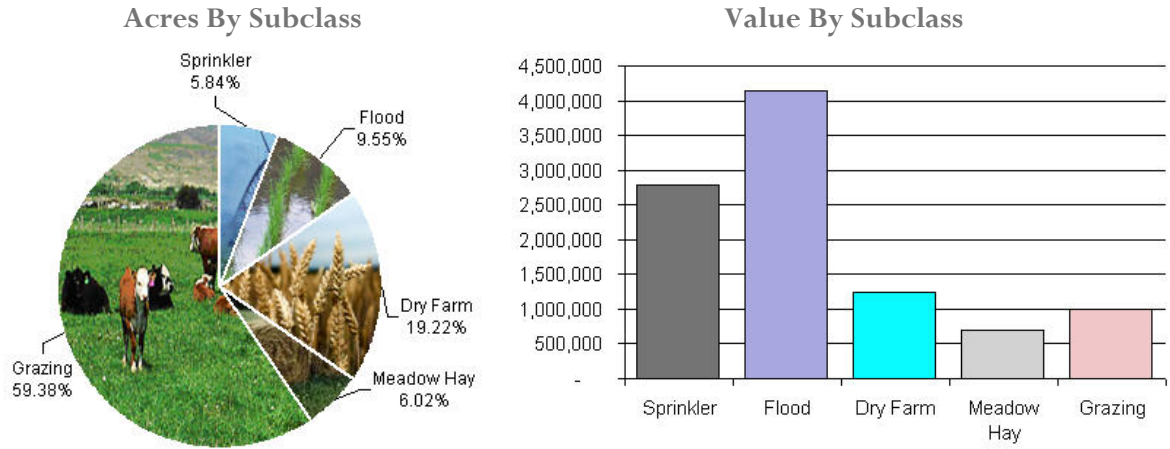 Acres By Subclass
Sprinkler
5.84%
Flood
9.55%
Dry Farm
19.22%
Meadow Hay
6.02%
Grazing
59.38%
Value By Subclass
4,500,000
4,000,000
3,500,000
3,000,000
2,500,000
2,000,000
1,500,000
1,000,000
500,000
-
Sprinkler
Flood
Dry Farm
Meadow
Hay
Grazing